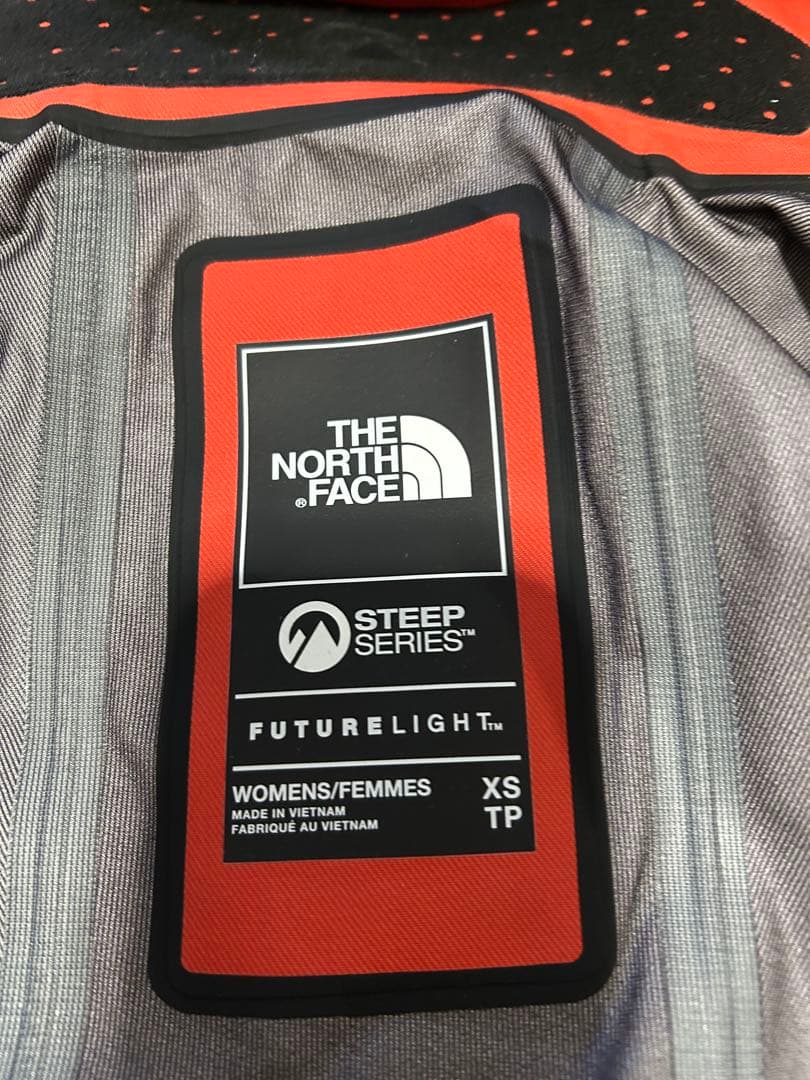 THE
NORTH
®FACE
STEEP
SERIES™
FUTURELIGHT™
WOMENS/FEMMES XS
MADE IN VIETNAM TP
FABRIQUÉ AU VIETNAM